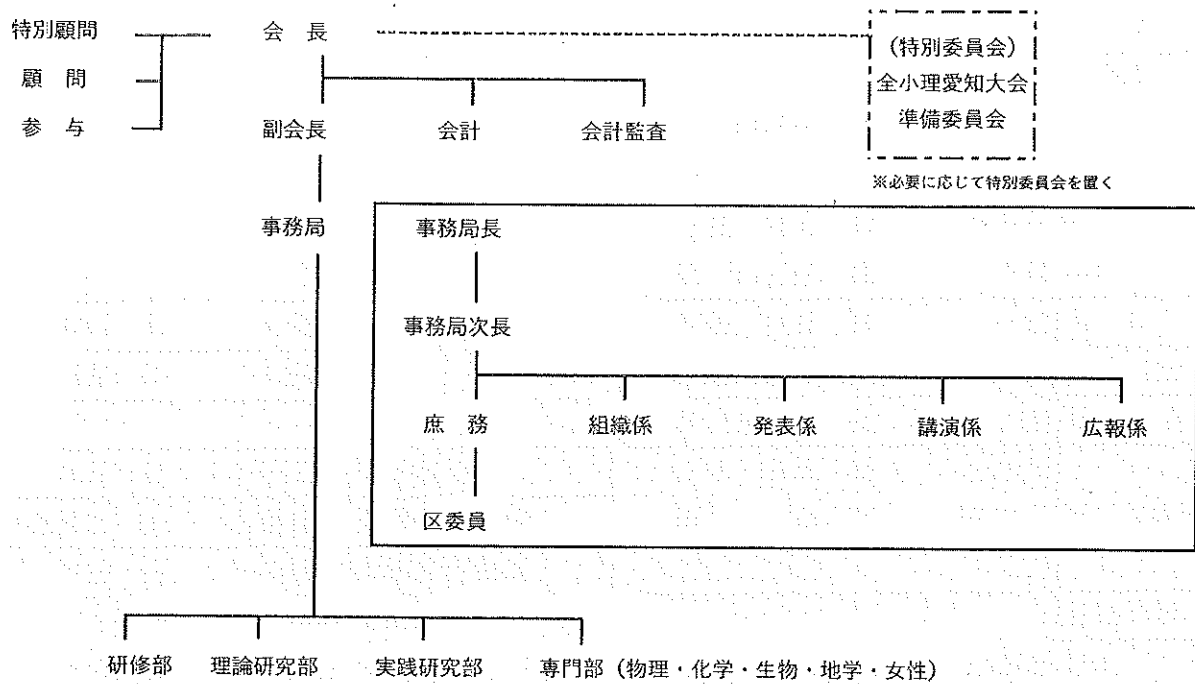 特別顧問
会 長
顧 問
参 与
副会長
会計
会計監査
(特別委員会)
全小理愛知大会
準備委員会
※必要に応じて特別委員会を置く
事務局
事務局長
事務局次長
庶 務
組織係
発表係
講演係
広報係
区委員
研修部
理論研究部
実践研究部
専門部(物理・化学・生物・地学・女性)